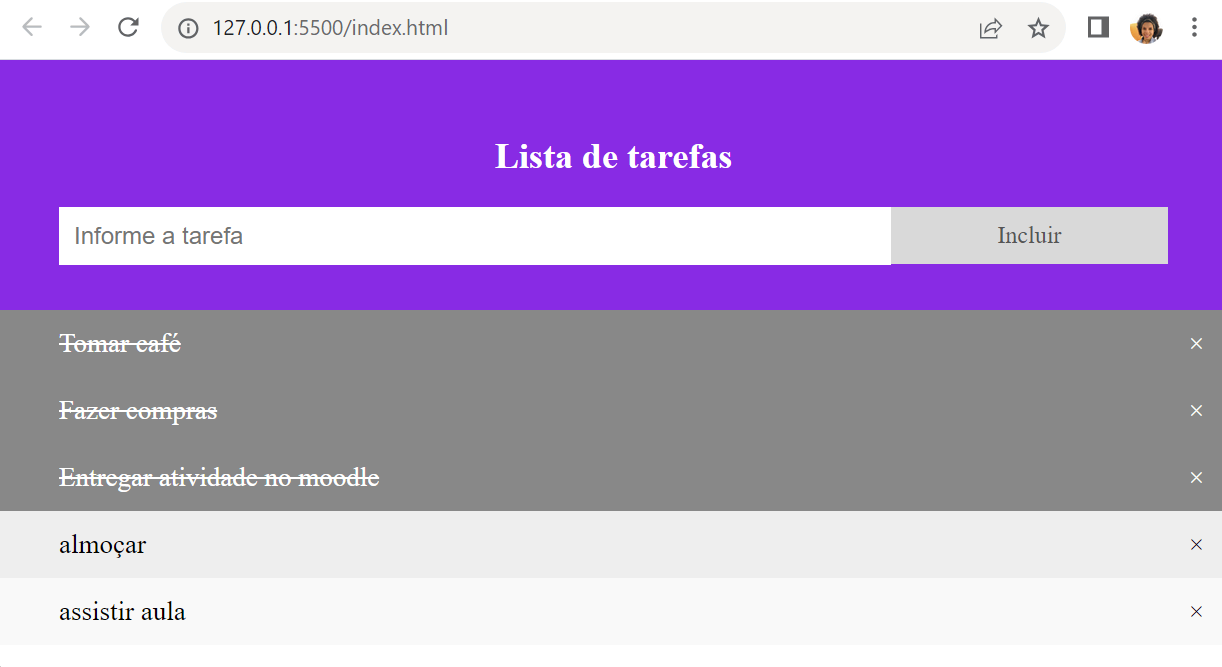 127.0.0.1:5500/index.html
Lista de tarefas
Informe a tarefa Incluir
Tomar café ×
Fazer compras ×
Entregar atividade no moodle ×
almoçar ×
assistir aula ×